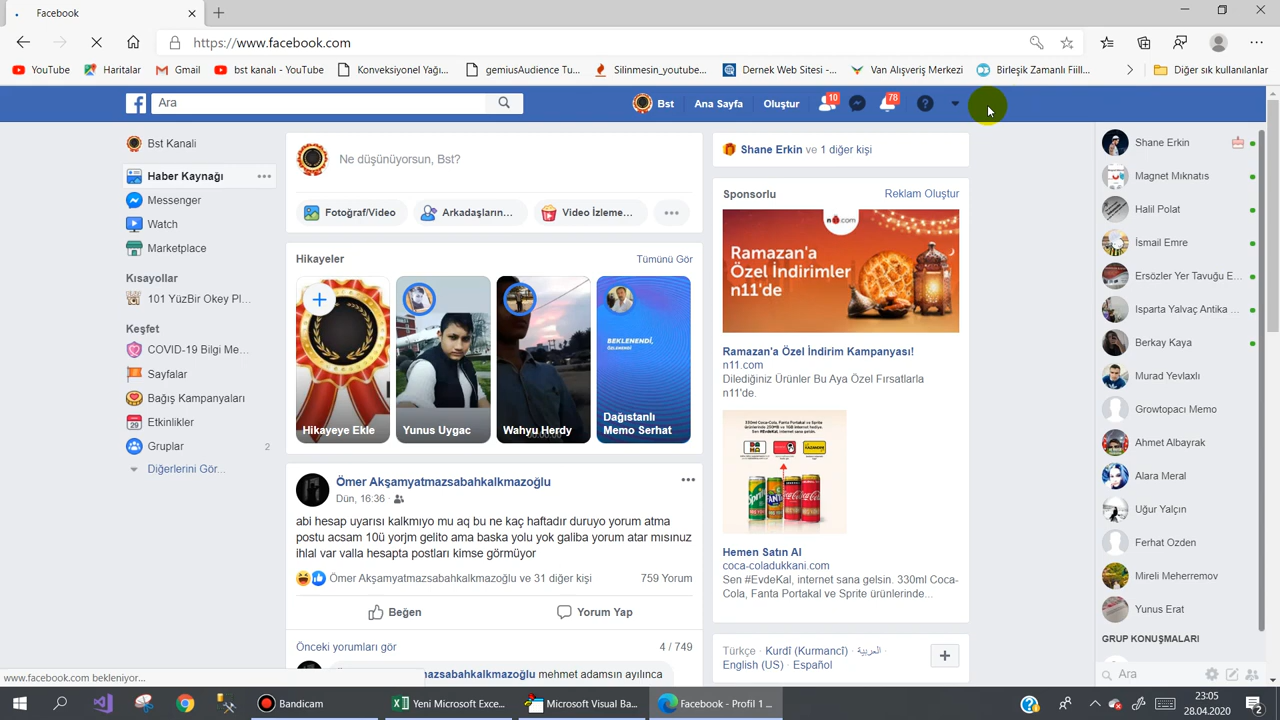 Facebook
https://www.facebook.com
YouTube
Haritalar
Gmail
bst kanalı - YouTube
Konveksiyonel Yağı...
gemiusAudience Tu...
Silinmesin_youtube...
Dernek Web Sitesi -...
Van Alışveriş Merkezi
Birleşik Zamanlı Fiill...
Diğer sık kullanılanlar
Ara
Bst
Ana Sayfa
Oluştur
10
78
Bst Kanali
Haber Kaynağı
Messenger
Watch
Marketplace
Kısayollar
101 YüzBir Okey Pl...
Keşfet
COVID-19 Bilgi Me...
Sayfalar
Bağış Kampanyaları
Etkinlikler
Gruplar 2
Diğerlerini Gör...
Ne düşünüyorsun, Bst?
Fotoğraf/Video
Arkadaşların...
Video İzleme...
Hikayeler
Tümünü Gör
Hikayeye Ekle
Yunus Uygac
Wahyu Herdy
BEKLENENDİ,
Dağıstanlı
Memo Serhat
Ömer Akşamyatmazsabahkalkmazoğlu
Dün, 16:36
abi hesap uyarısı kalkmıyo mu aq bu ne kaç haftadır duruyo yorum atma
postu acsam 10ü yorjm gelito ama baska yolu yok galiba yorum atar mısınuz
ihlal var valla hesapta postları kimse görmüyor
Ömer Akşamyatmazsabahkalkmazoğlu ve 31 diğer kişi
759 Yorum
Beğen
Yorum Yap
Önceki yorumları gör
4 / 749
mazsabahkalkmazoğlu mehmet adamsın ayılınca
Shane Erkin ve 1 diğer kişi
Sponsorlu
Reklam Oluştur
n11.com
Ramazan'a
Özel İndirimler
n11'de
Ramazan'a Özel İndirim Kampanyası!
n11.com
Dilediğiniz Ürünler Bu Aya Özel Fırsatlarla
n11'de.
Hemen Satın Al
coca-coladukkani.com
Sen #EvdeKal, internet sana gelsin. 330ml Coca-
Cola, Fanta Portakal ve Sprite ürünlerinde...
Türkçe · Kurdî (Kurmancî) · العربية ·
English (US) · Español
Shane Erkin
Magnet Mıknatıs
Halil Polat
İsmail Emre
Ersözler Yer Tavuğu E...
Isparta Yalvaç Antika ...
Berkay Kaya
Murad Yevlaxlı
Growtopacı Memo
Ahmet Albayrak
Alara Meral
Uğur Yalçın
Ferhat Ozden
Mireli Meherremov
Yunus Erat
GRUP KONUŞMALARI
Ara
www.facebook.com bekleniyor...
Bandicam
Yeni Microsoft Exce...
Microsoft Visual Ba...
Facebook - Profil 1 ...
23:05
28.04.2020
2